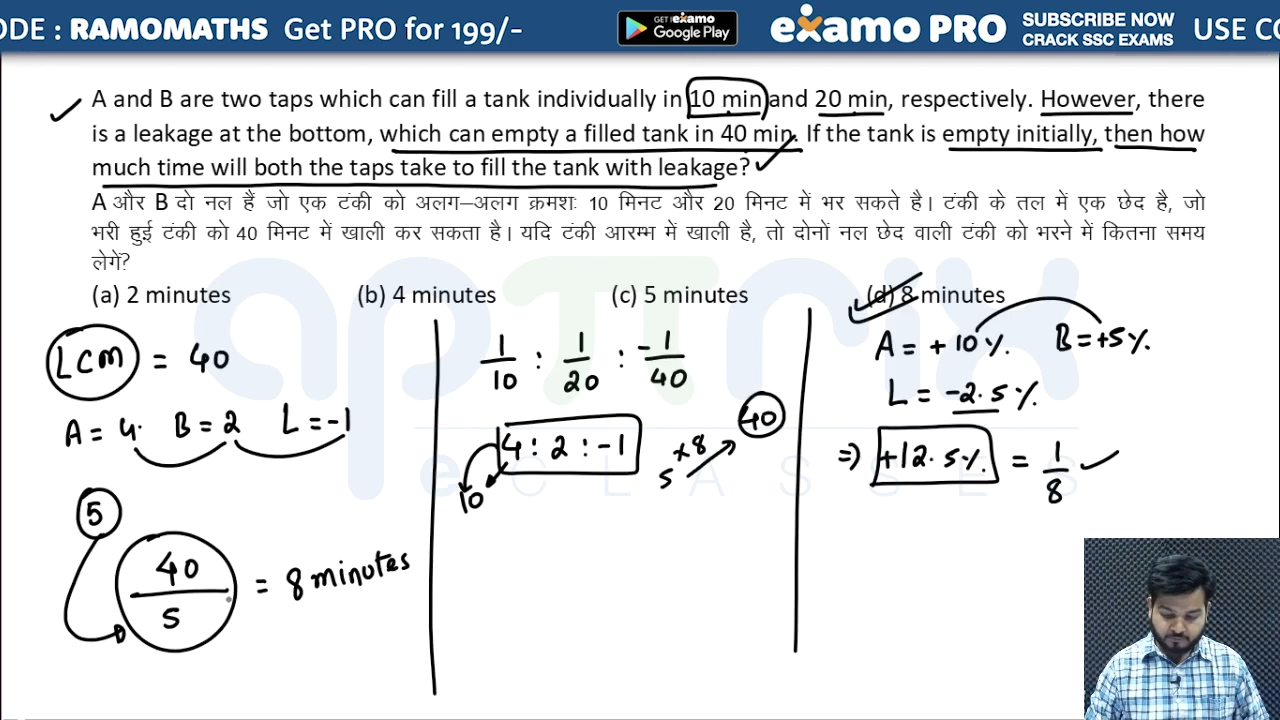 ODE : RAMOMATHS Get PRO for 199/- GET IT examo Google Play examo PRO SUBSCRIBE NOW CRACK SSC EXAMS USE CO
A and B are two taps which can fill a tank individually in 10 min and 20 min, respectively. However, there
is a leakage at the bottom, which can empty a filled tank in 40 min. If the tank is empty initially, then how
much time will both the taps take to fill the tank with leakage?
A और B दो नल हैं जो एक टंकी को अलग–अलग क्रमशः 10 मिनट और 20 मिनट में भर सकते है। टंकी के तल में एक छेद है, जो
भरी हुई टंकी को 40 मिनट में खाली कर सकता है। यदि टंकी आरम्भ में खाली है, तो दोनों नल छेद वाली टंकी को भरने में कितना समय
लेगें?
(a) 2 minutes (b) 4 minutes (c) 5 minutes (d) 8 minutes
LCM = 40
A = 4 B = 2 L = -1
5
40/5 = 8 minutes
1/10 : 1/20 : -1/40
4 : 2 : -1
10
5 ×8 40
A = +10%. B = +5%.
L = -2.5%
⇒ +12.5%. = 1/8
e CLASSES